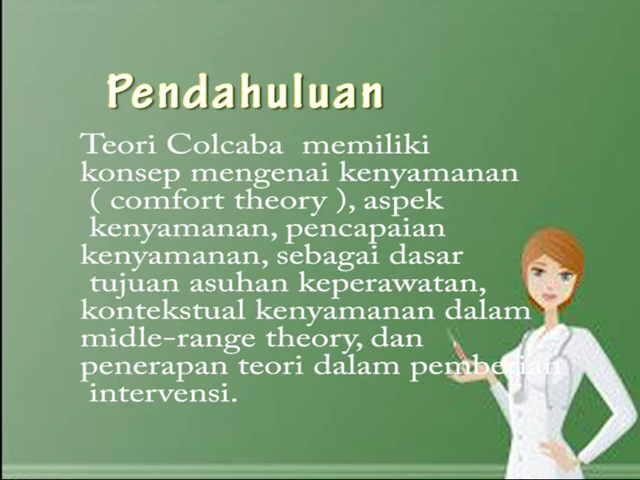 Pendahuluan
Teori Colcaba memiliki
konsep mengenai kenyamanan
( comfort theory ), aspek
kenyamanan, pencapaian
kenyamanan, sebagai dasar
tujuan asuhan keperawatan,
kontekstual kenyamanan dalam
midle-range theory, dan
penerapan teori dalam pemberian
intervensi.